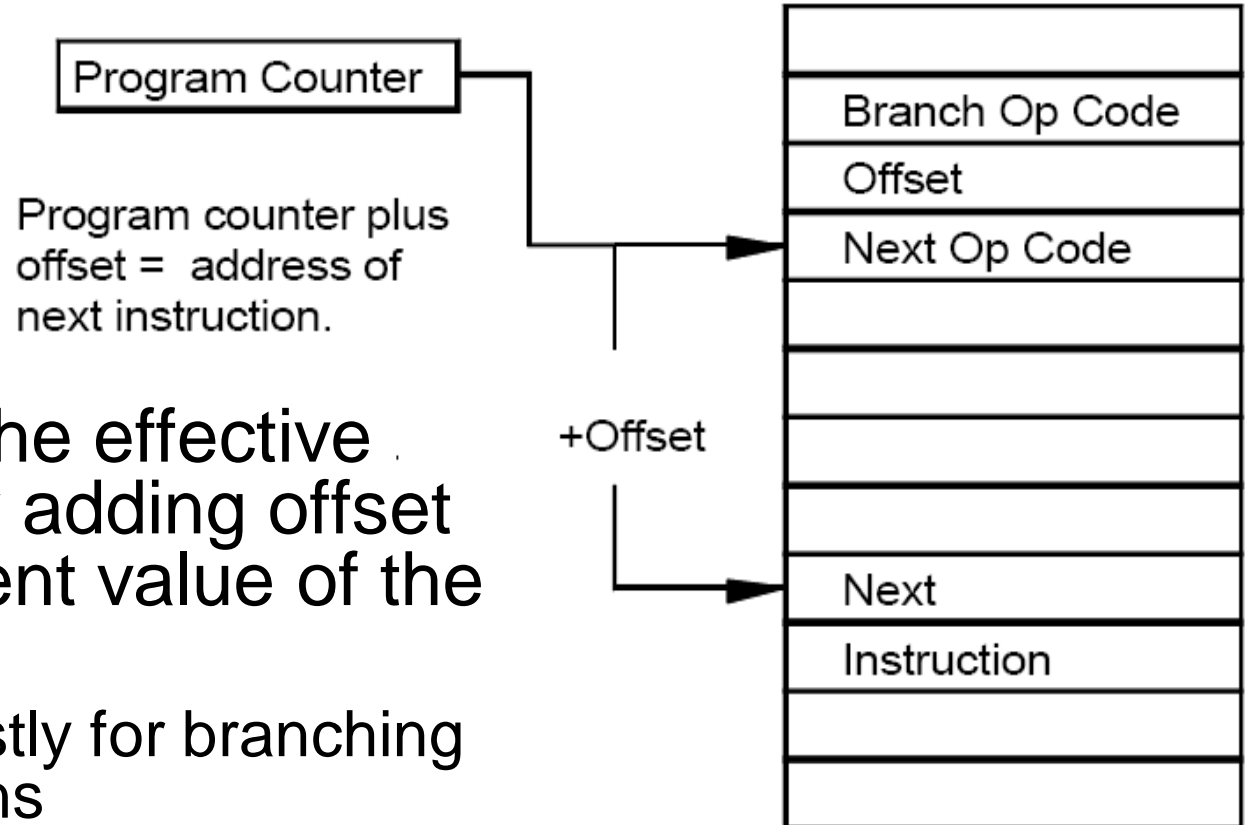 Program Counter
Program counter plus
offset = address of
next instruction.
he effective
adding offset
ent value of the
stly for branching
ns
+Offset
Branch Op Code
Offset
Next Op Code
Next
Instruction